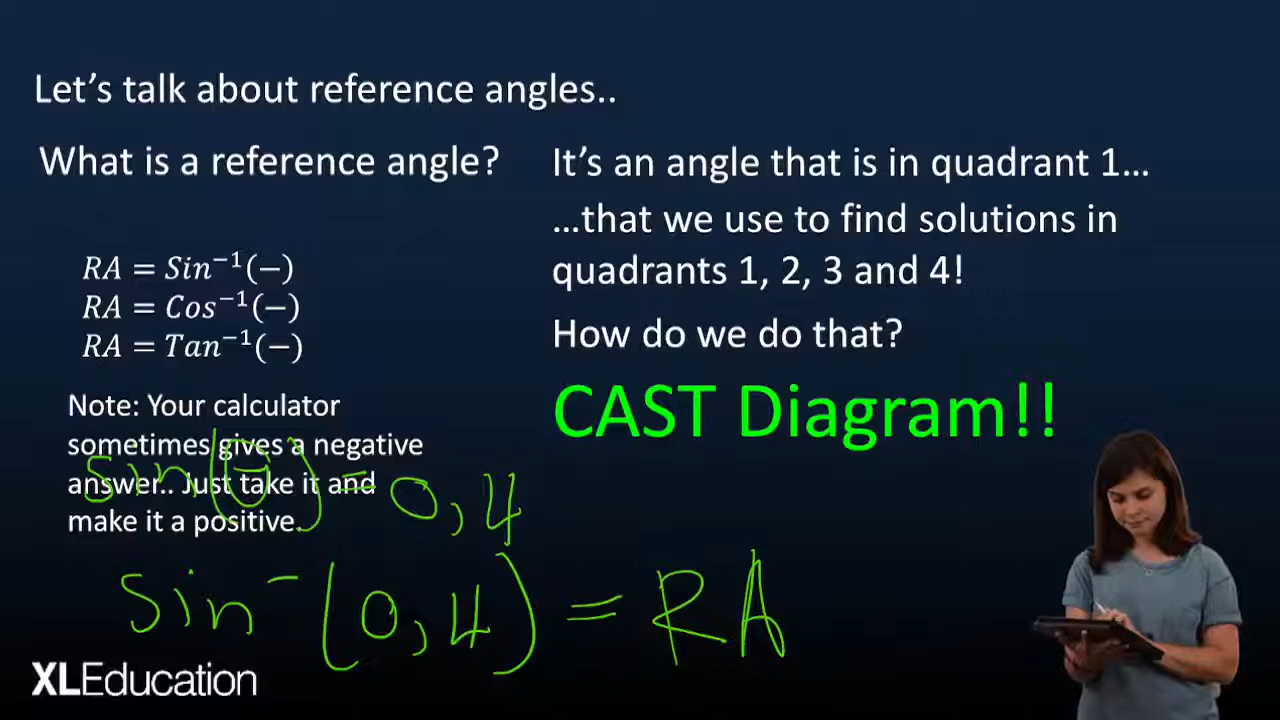 Let's talk about reference angles..
What is a reference angle?
It's an angle that is in quadrant 1…
…that we use to find solutions in
quadrants 1, 2, 3 and 4!
How do we do that?
CAST Diagram!!
RA = Sin⁻¹(−)
RA = Cos⁻¹(−)
RA = Tan⁻¹(−)
Note: Your calculator
sometimes gives a negative
answer.. Just take it and
make it a positive.
sin(θ) = 0,4
sin⁻(0,4) = RA
XLEducation